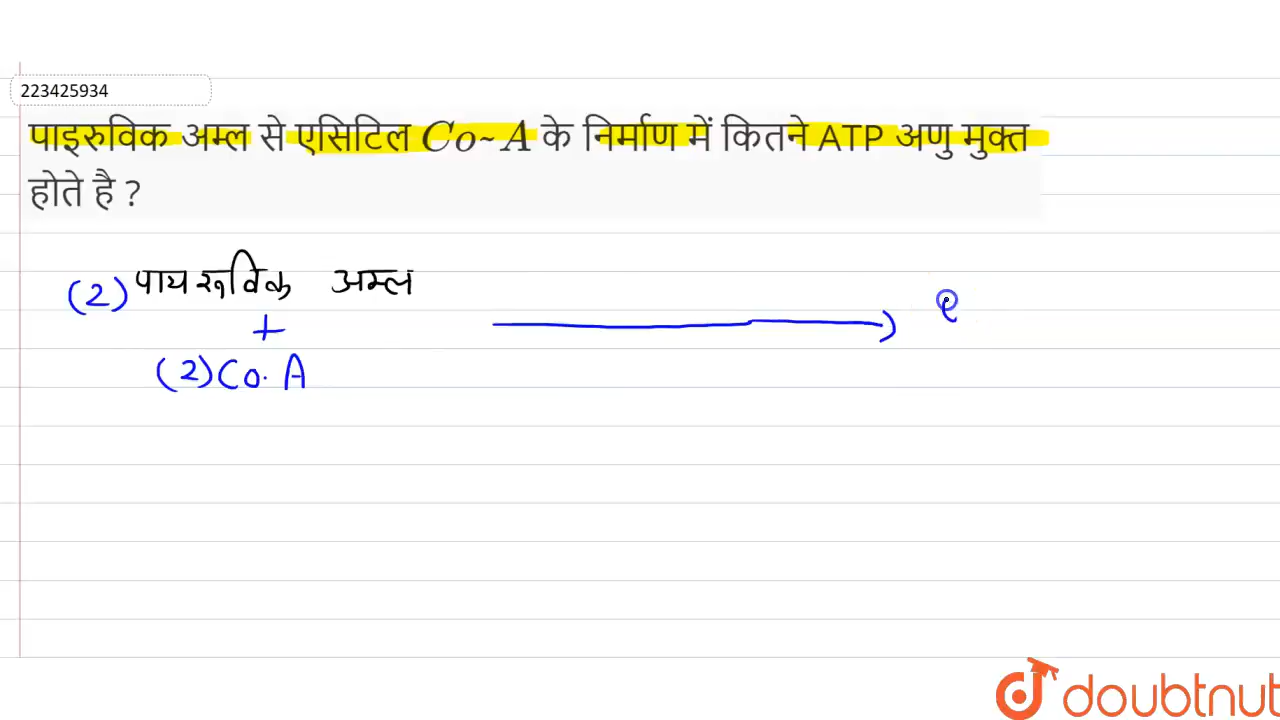 223425934
पाइरुविक अम्ल से एसिटिल Co~A के निर्माण में कितने ATP अणु मुक्त
होते है ?
(2) पायरूविक अम्ल
+
(2) Co. A
doubtnut